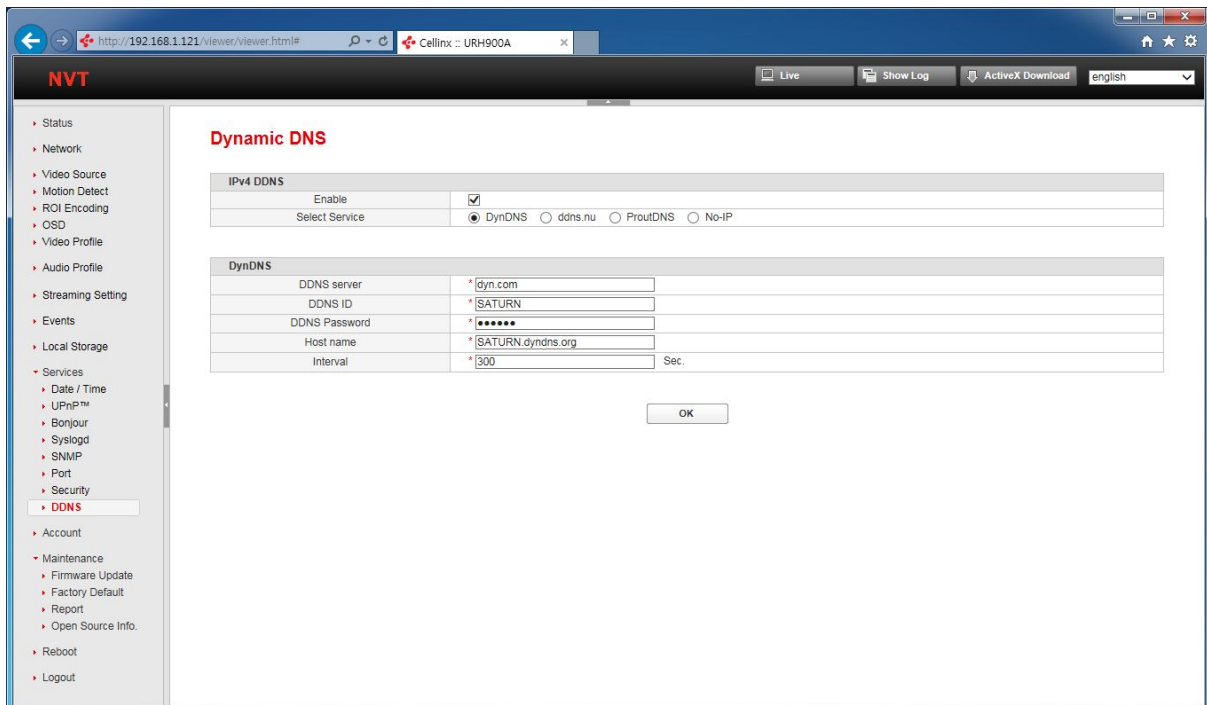 http://192.168.1.121/viewer/viewer.html#
Cellinx :: URH900A
NVT
Live
Show Log
ActiveX Download
english
Status
Network
Video Source
Motion Detect
ROI Encoding
OSD
Video Profile
Audio Profile
Streaming Setting
Events
Local Storage
Services
Date / Time
UPnP™
Bonjour
Syslogd
SNMP
Port
Security
DDNS
Account
Maintenance
Firmware Update
Factory Default
Report
Open Source Info.
Reboot
Logout
Dynamic DNS
IPv4 DDNS
Enable
Select Service DynDNS ddns.nu ProutDNS No-IP
DynDNS
DDNS server * dyn.com
DDNS ID * SATURN
DDNS Password * ●●●●●●
Host name * SATURN.dyndns.org
Interval * 300 Sec.
OK